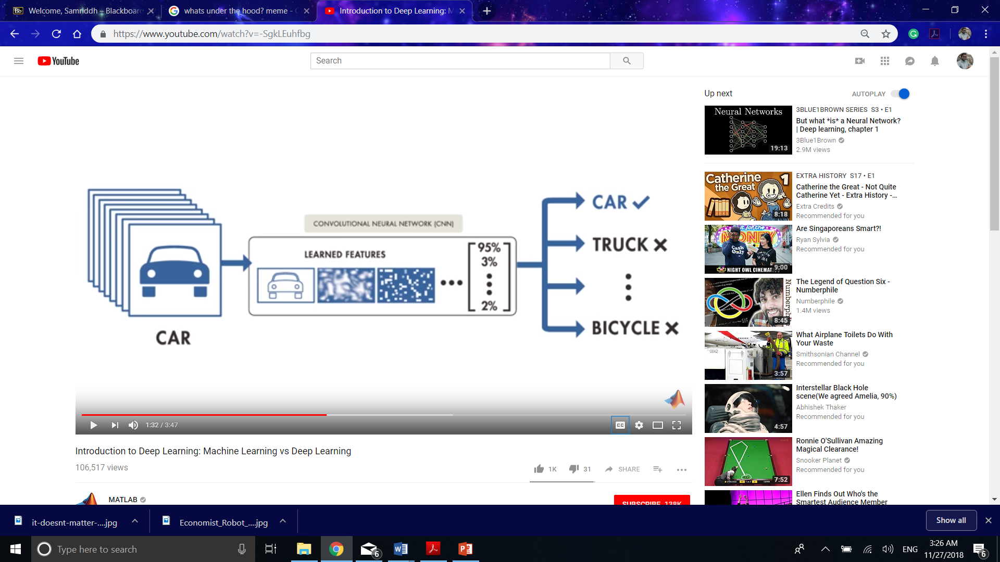 Welcome, Samriddh – Blackboard
whats under the hood? meme - G
Introduction to Deep Learning: M
https://www.youtube.com/watch?v=-SgkLEuhfbg
YouTube
Search
Up next
AUTOPLAY
Neural Networks
19:13
3BLUE1BROWN SERIES S3 • E1
But what *is* a Neural Network?
| Deep learning, chapter 1
3Blue1Brown
2.9M views
Catherine
the Great
1
8:18
EXTRA HISTORY S17 • E1
Catherine the Great - Not Quite
Catherine Yet - Extra History -...
Extra Credits
Recommended for you
for the
MONEY
Cash
Only
NIGHT OWL
9:00
Are Singaporeans Smart?!
Ryan Sylvia
Recommended for you
Numberphile
8:45
The Legend of Question Six -
Numberphile
Numberphile
1.4M views
3:57
What Airplane Toilets Do With
Your Waste
Smithsonian Channel
Recommended for you
4:57
Interstellar Black Hole
scene(We agreed Amelia, 90%)
Abhishek Thaker
Recommended for you
7:52
Ronnie O'Sullivan Amazing
Magical Clearance!
Snooker Planet
Recommended for you
Ellen Finds Out Who's the
Smartest Audience Member
CAR
CONVOLUTIONAL NEURAL NETWORK (CNN)
LEARNED FEATURES
95%
3%
2%
CAR
TRUCK
BICYCLE
1:32 / 3:47
CC
Introduction to Deep Learning: Machine Learning vs Deep Learning
106,517 views
1K
31
SHARE
MATLAB
SUBSCRIBE 138K
it-doesnt-matter-....jpg
Economist_Robot_....jpg
Show all
Type here to search
6
ENG
3:26 AM
11/27/2018
6